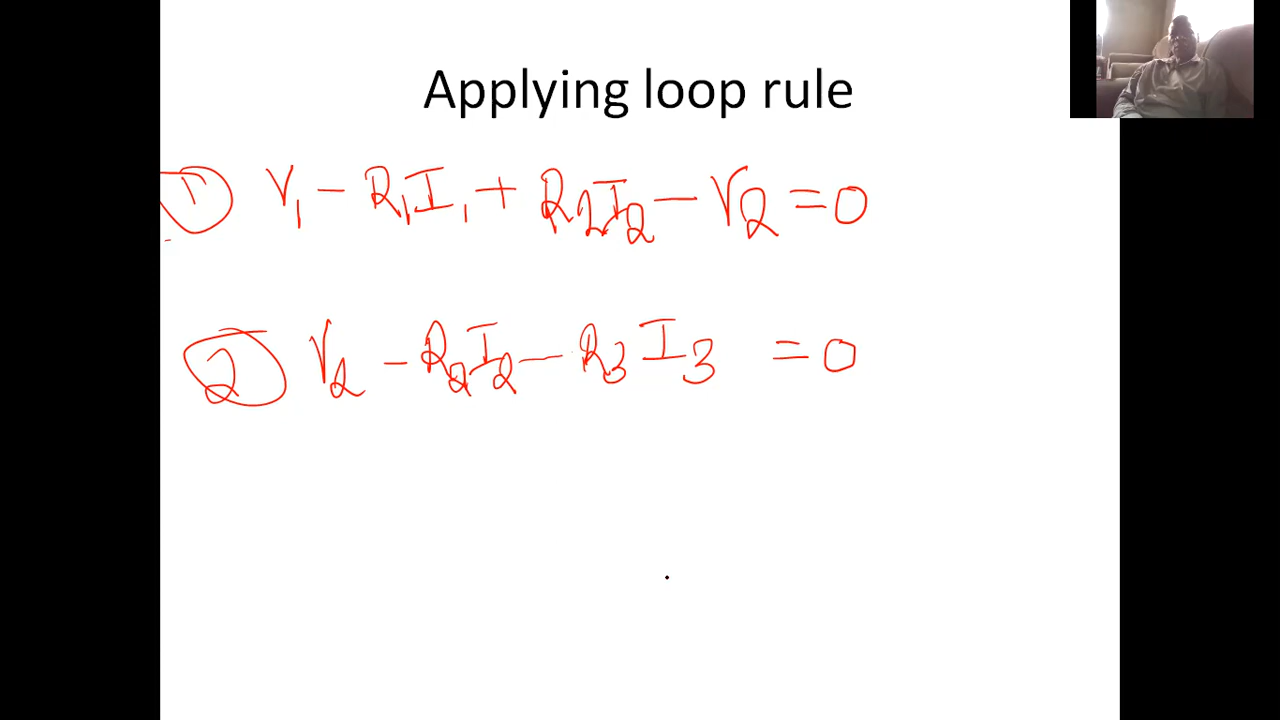 Applying loop rule
① V₁ - R₁I₁ + R₂I₂ - V₂ = 0
② V₂ - R₂I₂ - R₃I₃ = 0